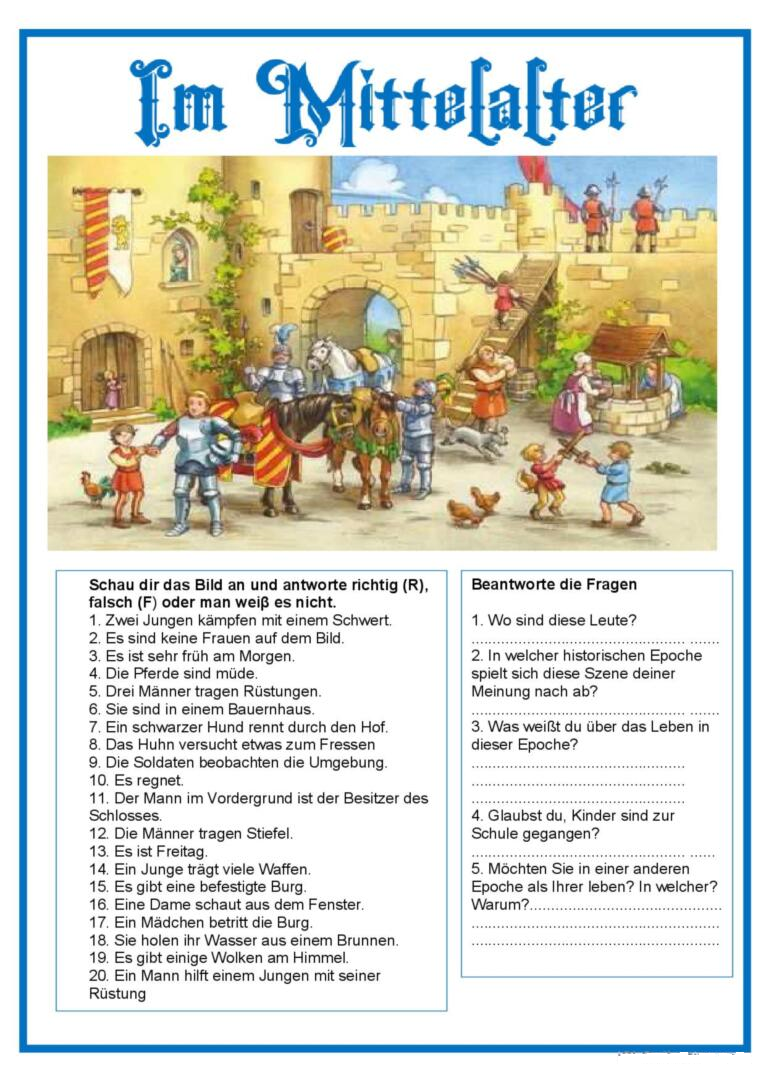 Im Mittelalter
Schau dir das Bild an und antworte richtig (R),
falsch (F) oder man weiß es nicht.
1. Zwei Jungen kämpfen mit einem Schwert.
2. Es sind keine Frauen auf dem Bild.
3. Es ist sehr früh am Morgen.
4. Die Pferde sind müde.
5. Drei Männer tragen Rüstungen.
6. Sie sind in einem Bauernhaus.
7. Ein schwarzer Hund rennt durch den Hof.
8. Das Huhn versucht etwas zum Fressen
9. Die Soldaten beobachten die Umgebung.
10. Es regnet.
11. Der Mann im Vordergrund ist der Besitzer des
Schlosses.
12. Die Männer tragen Stiefel.
13. Es ist Freitag.
14. Ein Junge trägt viele Waffen.
15. Es gibt eine befestigte Burg.
16. Eine Dame schaut aus dem Fenster.
17. Ein Mädchen betritt die Burg.
18. Sie holen ihr Wasser aus einem Brunnen.
19. Es gibt einige Wolken am Himmel.
20. Ein Mann hilft einem Jungen mit seiner
Rüstung
Beantworte die Fragen
1. Wo sind diese Leute?
................................................... .......
2. In welcher historischen Epoche
spielt sich diese Szene deiner
Meinung nach ab?
................................................... .......
3. Was weißt du über das Leben in
dieser Epoche?
...................................................
...................................................
...................................................
4. Glaubst du, Kinder sind zur
Schule gegangen?
................................................... ......
5. Möchten Sie in einer anderen
Epoche als Ihrer leben? In welcher?
Warum?..............................................
...........................................................
...........................................................